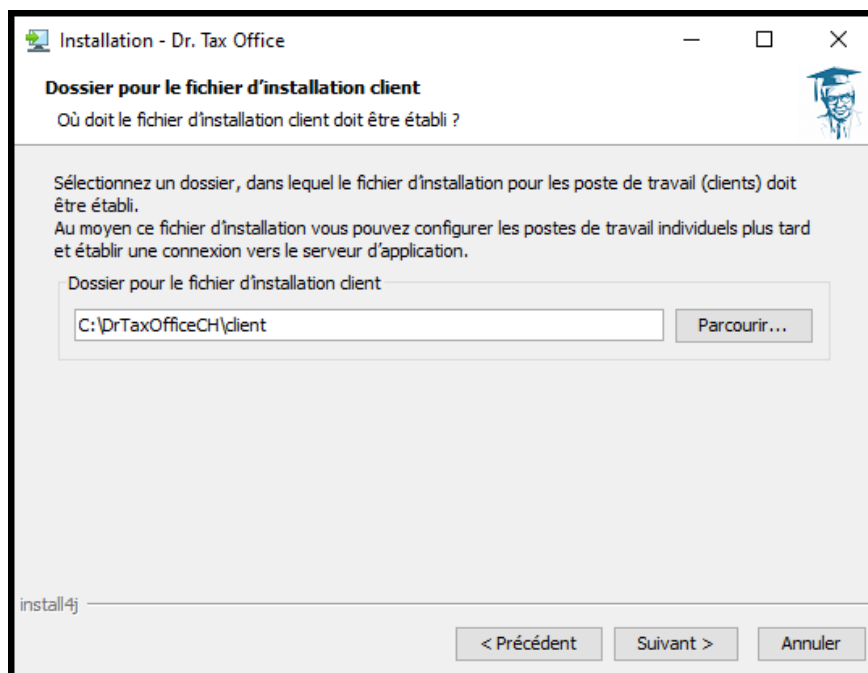 Installation - Dr. Tax Office
Dossier pour le fichier d'installation client
Où doit le fichier d'installation client doit être établi ?
Sélectionnez un dossier, dans lequel le fichier d'installation pour les poste de travail (clients) doit
être établi.
Au moyen ce fichier d'installation vous pouvez configurer les postes de travail individuels plus tard
et établir une connexion vers le serveur d'application.
Dossier pour le fichier d'installation client
C:\DrTaxOfficeCH\client
Parcourir...
install4j
< Précédent
Suivant >
Annuler